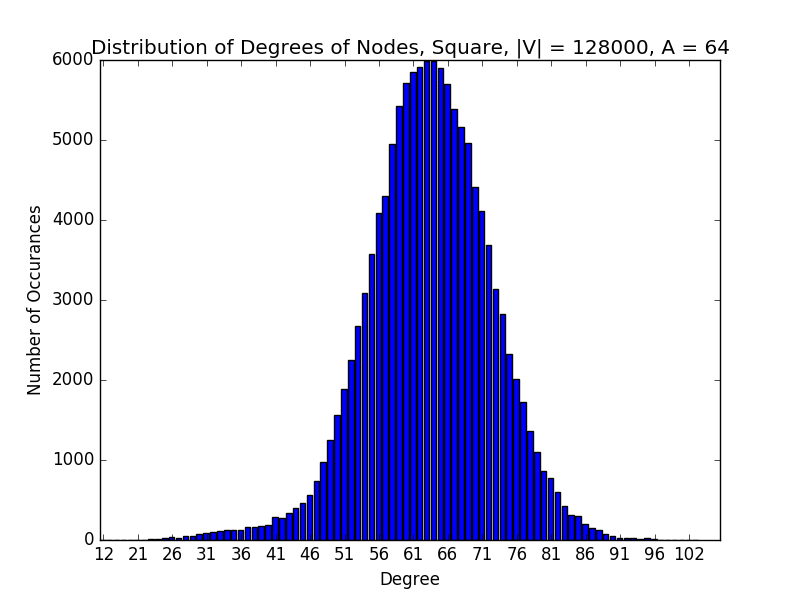 Distribution of Degrees of Nodes, Square, |V| = 128000, A = 64
6000
5000
4000
3000
2000
1000
0
Number of Occurances
12 21 26 31 36 41 46 51 56 61 66 71 76 81 86 91 96 102
Degree